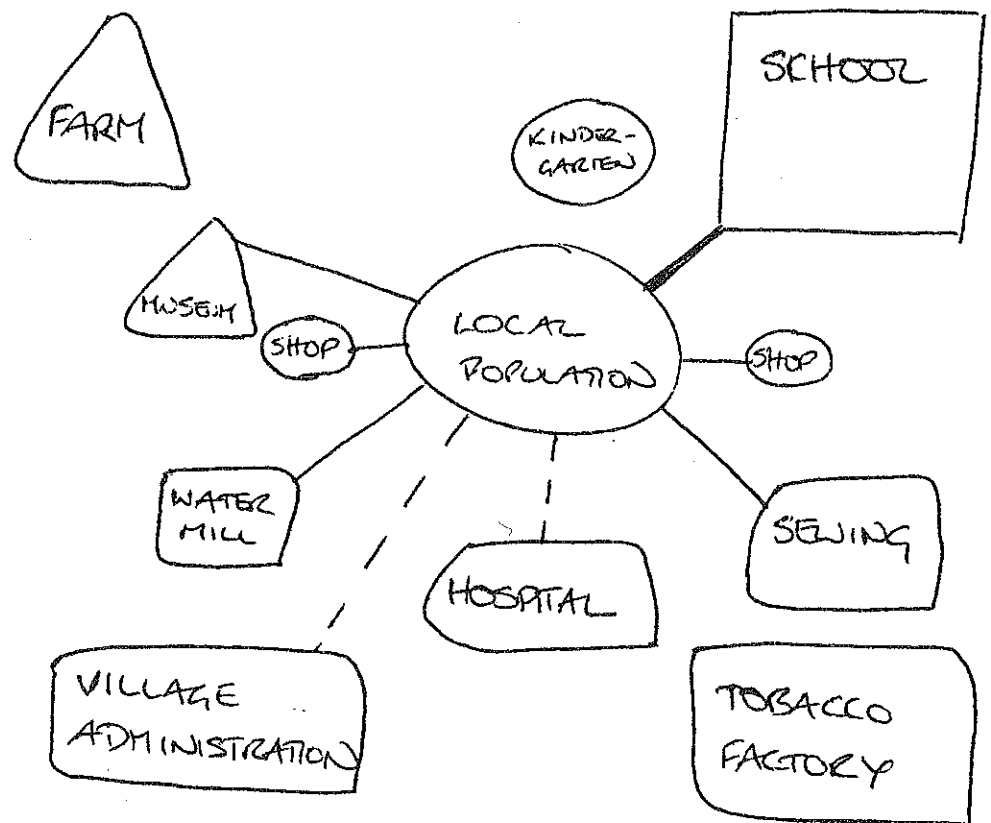 FARM
SCHOOL
KINDER-
GARTEN
MUSEUM
SHOP
LOCAL
POPULATION
SHOP
WATER
MILL
HOSPITAL
SEWING
VILLAGE
ADMINISTRATION
TOBACCO
FACTORY